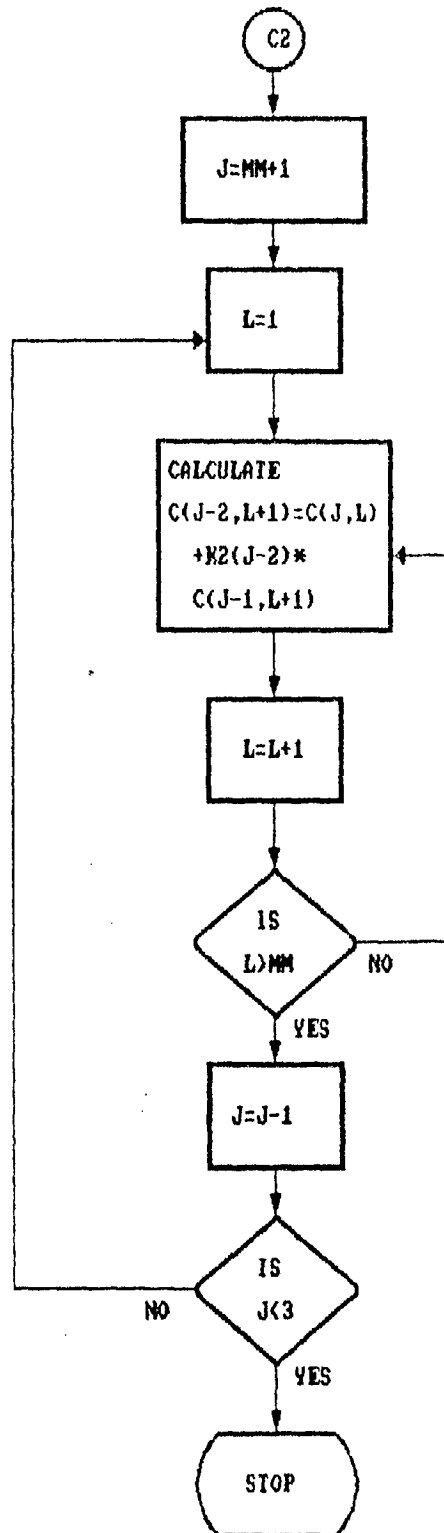 C2
J=MM+1
L=1
CALCULATE
C(J-2,L+1)=C(J,L)
+K2(J-2)*
C(J-1,L+1)
L=L+1
IS
L>MM
NO
YES
J=J-1
IS
J<3
NO
YES
STOP